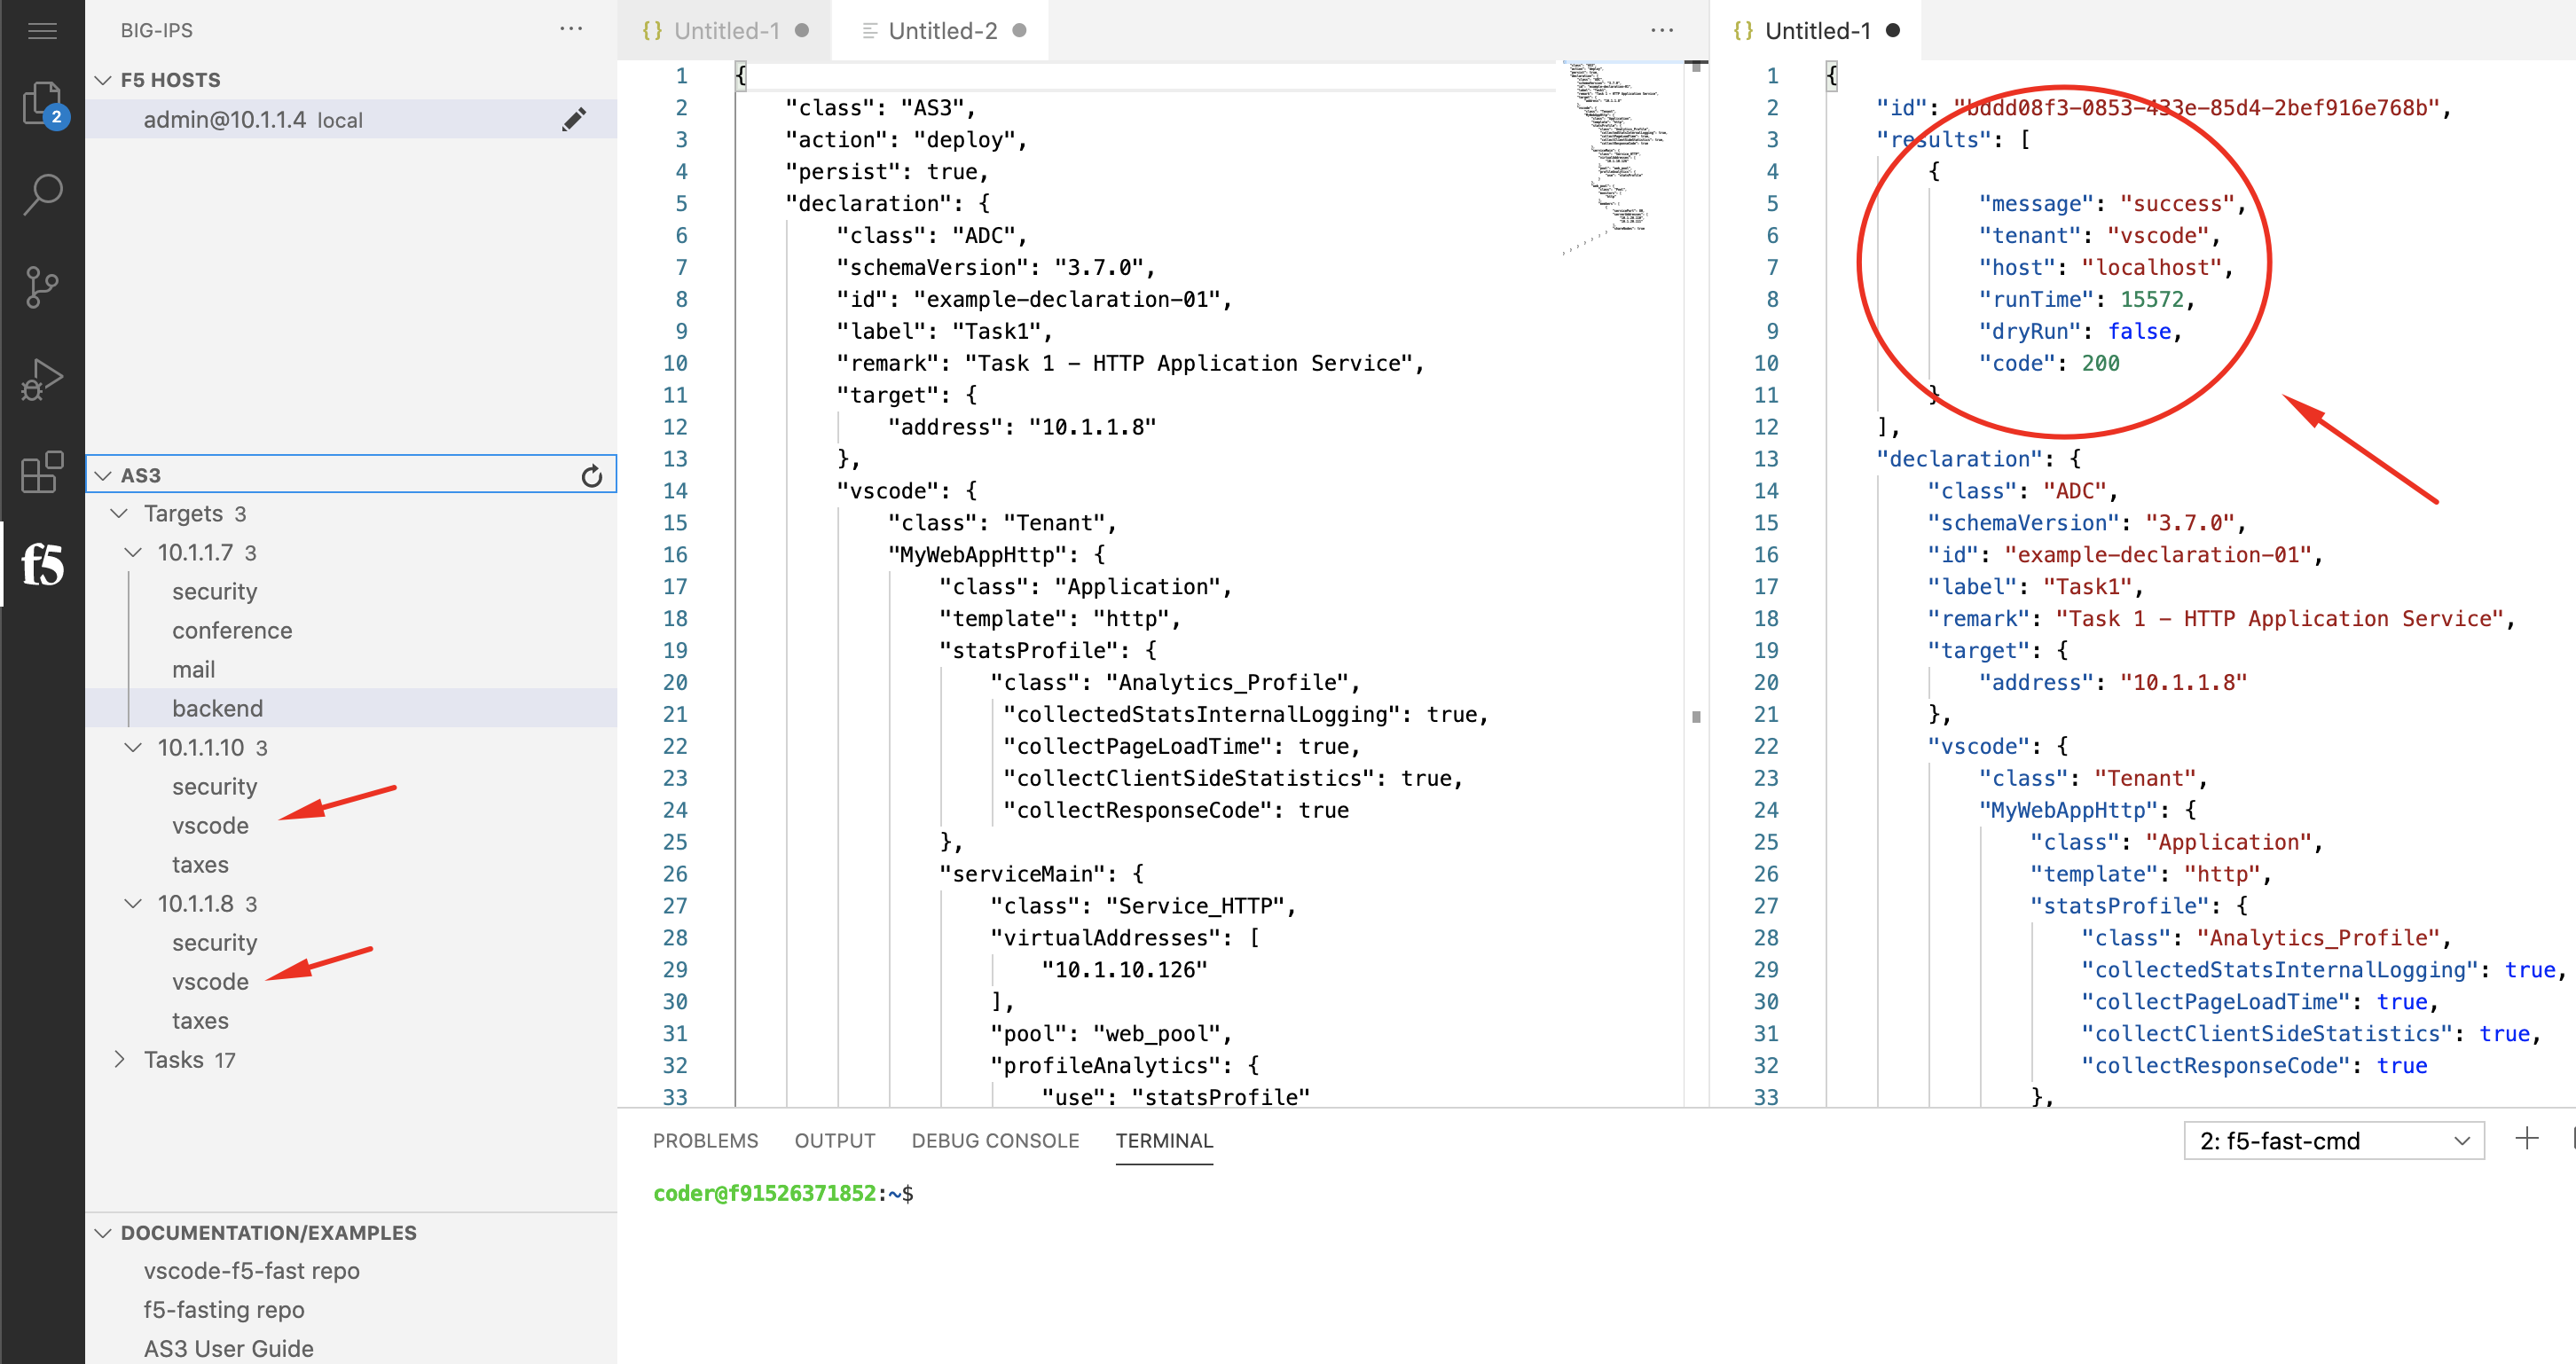 BIG-IPS
···
F5 HOSTS
admin@10.1.1.4 local
2
AS3
Targets 3
10.1.1.7 3
security
conference
mail
backend
10.1.1.10 3
security
vscode
taxes
10.1.1.8 3
security
vscode
taxes
Tasks 17
f5
DOCUMENTATION/EXAMPLES
vscode-f5-fast repo
f5-fasting repo
AS3 User Guide
{} Untitled-1
Untitled-2
···
1 {
2 "class": "AS3",
3 "action": "deploy",
4 "persist": true,
5 "declaration": {
6 "class": "ADC",
7 "schemaVersion": "3.7.0",
8 "id": "example-declaration-01",
9 "label": "Task1",
10 "remark": "Task 1 – HTTP Application Service",
11 "target": {
12 "address": "10.1.1.8"
13 },
14 "vscode": {
15 "class": "Tenant",
16 "MyWebAppHttp": {
17 "class": "Application",
18 "template": "http",
19 "statsProfile": {
20 "class": "Analytics_Profile",
21 "collectedStatsInternalLogging": true,
22 "collectPageLoadTime": true,
23 "collectClientSideStatistics": true,
24 "collectResponseCode": true
25 },
26 "serviceMain": {
27 "class": "Service_HTTP",
28 "virtualAddresses": [
29 "10.1.10.126"
30 ],
31 "pool": "web_pool",
32 "profileAnalytics": {
33 "use": "statsProfile"
{} Untitled-1
1 {
2 "id": "bddd08f3-0853-433e-85d4-2bef916e768b",
3 "results": [
4 {
5 "message": "success",
6 "tenant": "vscode",
7 "host": "localhost",
8 "runTime": 15572,
9 "dryRun": false,
10 "code": 200
11 }
12 ],
13 "declaration": {
14 "class": "ADC",
15 "schemaVersion": "3.7.0",
16 "id": "example-declaration-01",
17 "label": "Task1",
18 "remark": "Task 1 – HTTP Application Service",
19 "target": {
20 "address": "10.1.1.8"
21 },
22 "vscode": {
23 "class": "Tenant",
24 "MyWebAppHttp": {
25 "class": "Application",
26 "template": "http",
27 "statsProfile": {
28 "class": "Analytics_Profile",
29 "collectedStatsInternalLogging": true,
30 "collectPageLoadTime": true,
31 "collectClientSideStatistics": true,
32 "collectResponseCode": true
33 },
PROBLEMS OUTPUT DEBUG CONSOLE TERMINAL
2: f5-fast-cmd
coder@f91526371852:~$